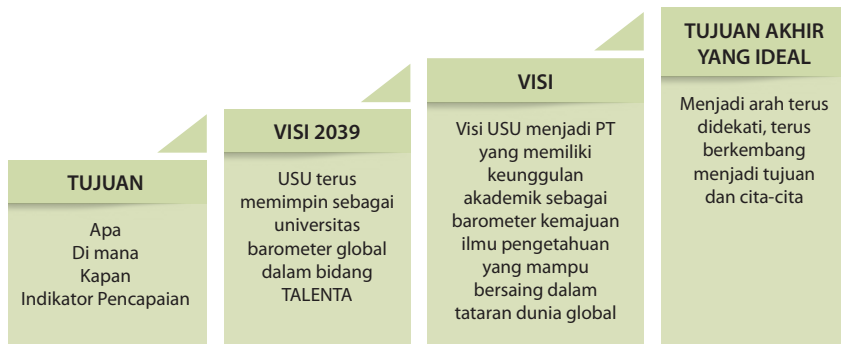 TUJUAN
Apa
Di mana
Kapan
Indikator Pencapaian
VISI 2039
USU terus
memimpin sebagai
universitas
barometer global
dalam bidang
TALENTA
VISI
Visi USU menjadi PT
yang memiliki
keunggulan
akademik sebagai
barometer kemajuan
ilmu pengetahuan
yang mampu
bersaing dalam
tataran dunia global
TUJUAN AKHIR
YANG IDEAL
Menjadi arah terus
didekati, terus
berkembang
menjadi tujuan
dan cita-cita